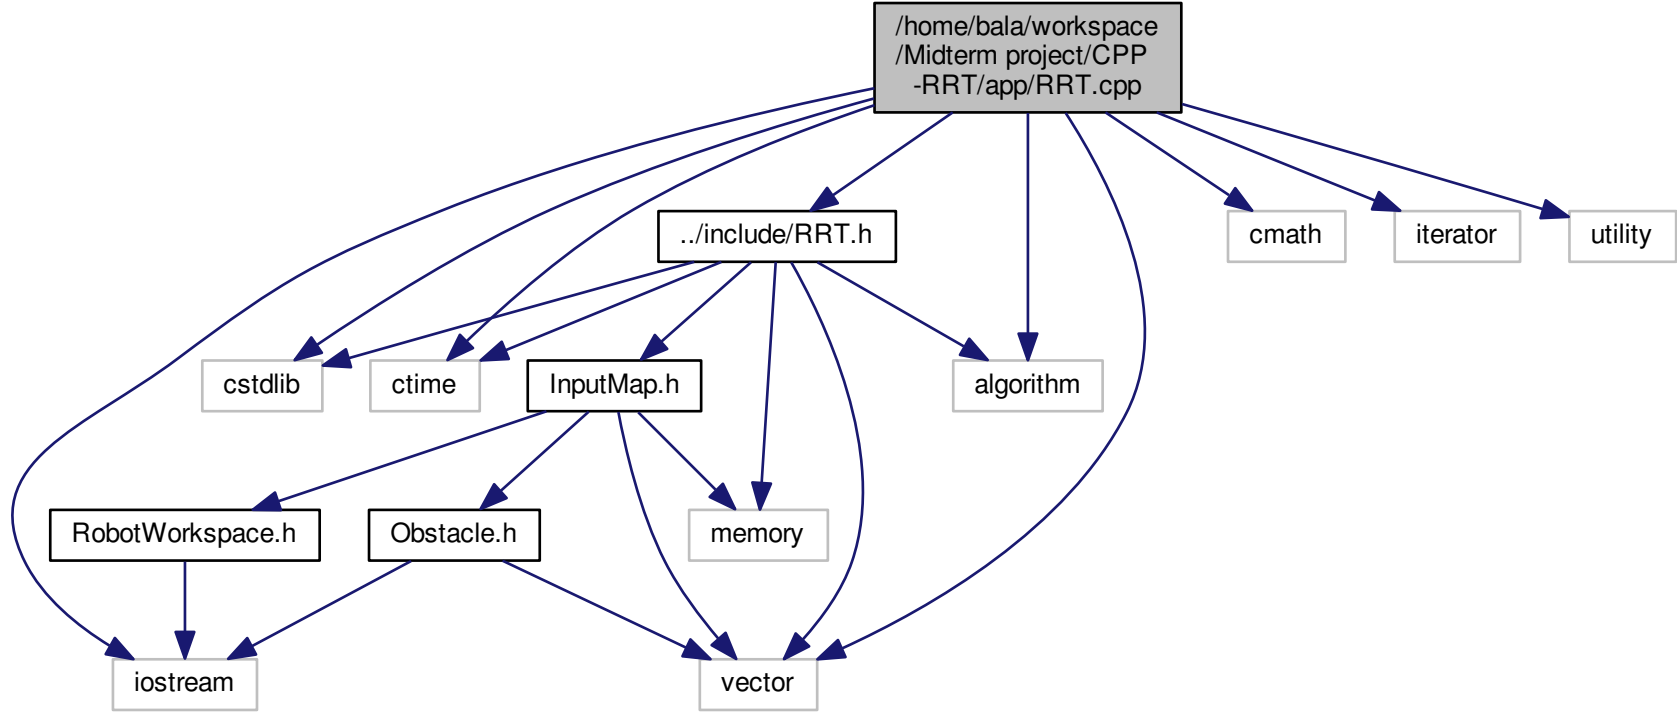 /home/bala/workspace
/Midterm project/CPP
-RRT/app/RRT.cpp
../include/RRT.h
cmath
iterator
utility
cstdlib
ctime
InputMap.h
algorithm
RobotWorkspace.h
Obstacle.h
memory
iostream
vector